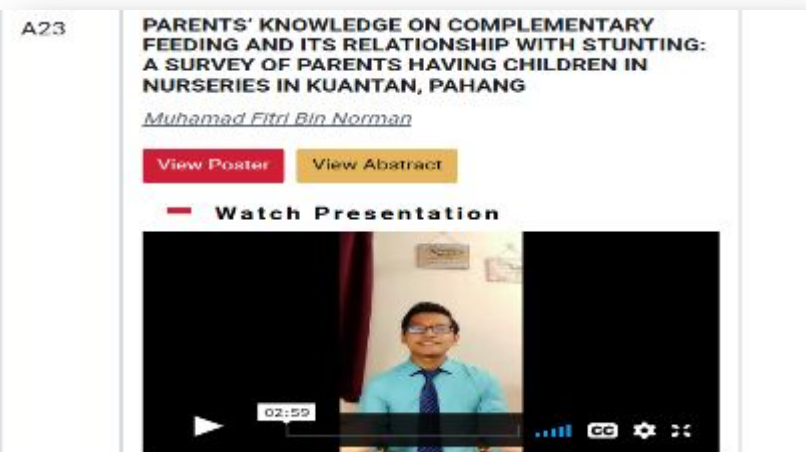 A23
PARENTS' KNOWLEDGE ON COMPLEMENTARY
FEEDING AND ITS RELATIONSHIP WITH STUNTING:
A SURVEY OF PARENTS HAVING CHILDREN IN
NURSERIES IN KUANTAN, PAHANG
Muhamad Fitri Bin Norman
View Poster View Abstract
Watch Presentation
02:59
CC